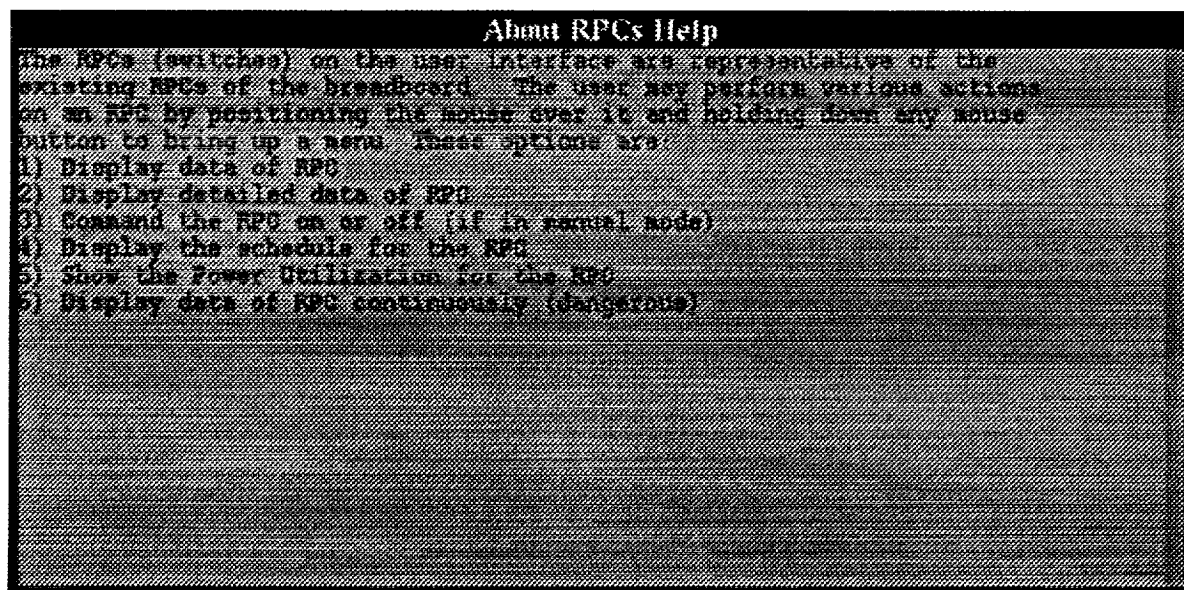 About RPCs Help
The RPCs (switches) on the user interface are representative of the
existing RPCs of the breadboard. The user may perform various actions
on an RPC by positioning the mouse over it and holding down any mouse
button to bring up a menu. These options are:
1) Display data of RPC
2) Display detailed data of RPC
3) Command the RPC on or off (if in manual mode)
4) Display the schedule for the RPC
5) Show the Power Utilization for the RPC
6) Display data of RPC continuously (dangerous)